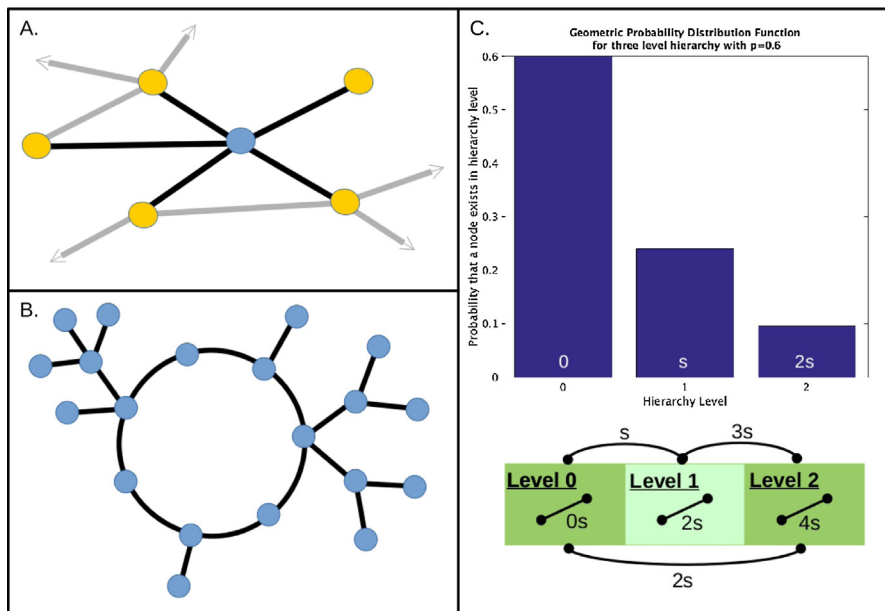 A.
B.
C.
Geometric Probability Distribution Function
for three level hierarchy with p=0.6
Probability that a node exists in hierarchy level
0.6
0.5
0.4
0.3
0.2
0.1
0
0
s
2s
0 1 2
Hierarchy Level
s 3s
Level 0 Level 1 Level 2
0s 2s 4s
2s